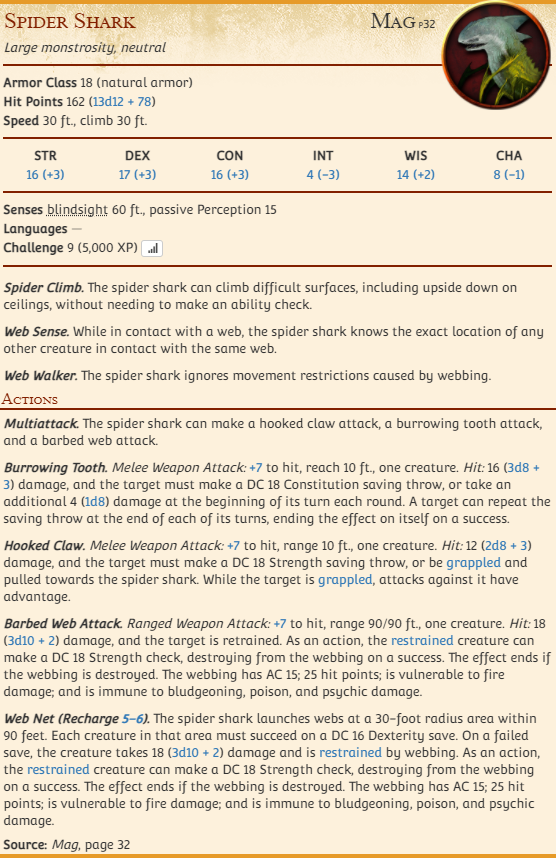 Spider Shark
Mag p32
Large monstrosity, neutral
Armor Class 18 (natural armor)
Hit Points 162 (13d12 + 78)
Speed 30 ft., climb 30 ft.
STR DEX CON INT WIS CHA
16 (+3) 17 (+3) 16 (+3) 4 (−3) 14 (+2) 8 (−1)
Senses blindsight 60 ft., passive Perception 15
Languages —
Challenge 9 (5,000 XP)
Spider Climb. The spider shark can climb difficult surfaces, including upside down on
ceilings, without needing to make an ability check.
Web Sense. While in contact with a web, the spider shark knows the exact location of any
other creature in contact with the same web.
Web Walker. The spider shark ignores movement restrictions caused by webbing.
Actions
Multiattack. The spider shark can make a hooked claw attack, a burrowing tooth attack,
and a barbed web attack.
Burrowing Tooth. Melee Weapon Attack: +7 to hit, reach 10 ft., one creature. Hit: 16 (3d8 +
3) damage, and the target must make a DC 18 Constitution saving throw, or take an
additional 4 (1d8) damage at the beginning of its turn each round. A target can repeat the
saving throw at the end of each of its turns, ending the effect on itself on a success.
Hooked Claw. Melee Weapon Attack: +7 to hit, range 10 ft., one creature. Hit: 12 (2d8 + 3)
damage, and the target must make a DC 18 Strength saving throw, or be grappled and
pulled towards the spider shark. While the target is grappled, attacks against it have
advantage.
Barbed Web Attack. Ranged Weapon Attack: +7 to hit, range 90/90 ft., one creature. Hit: 18
(3d10 + 2) damage, and the target is retrained. As an action, the restrained creature can
make a DC 18 Strength check, destroying from the webbing on a success. The effect ends if
the webbing is destroyed. The webbing has AC 15; 25 hit points; is vulnerable to fire
damage; and is immune to bludgeoning, poison, and psychic damage.
Web Net (Recharge 5–6). The spider shark launches webs at a 30–foot radius area within
90 feet. Each creature in that area must succeed on a DC 16 Dexterity save. On a failed
save, the creature takes 18 (3d10 + 2) damage and is restrained by webbing. As an action,
the restrained creature can make a DC 18 Strength check, destroying from the webbing
on a success. The effect ends if the webbing is destroyed. The webbing has AC 15; 25 hit
points; is vulnerable to fire damage; and is immune to bludgeoning, poison, and psychic
damage.
Source: Mag, page 32